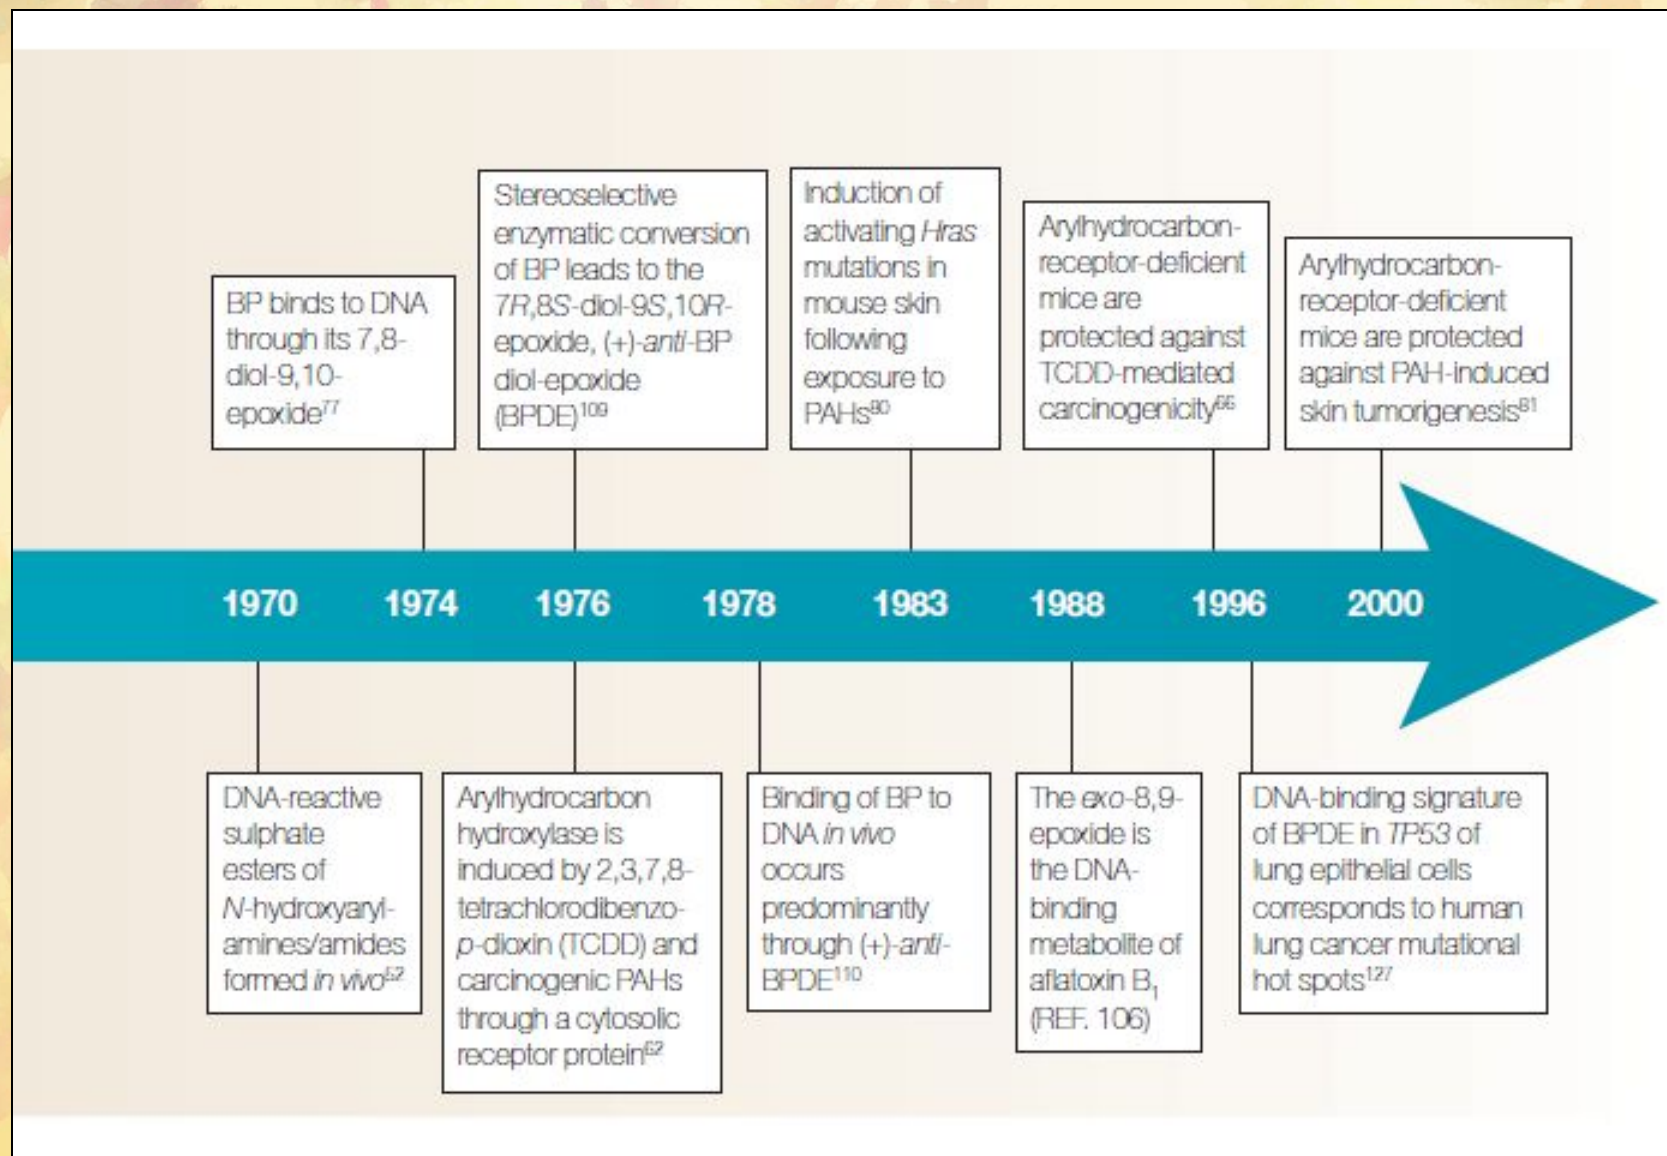 BP binds to DNA
through its 7,8-
diol-9,10-
epoxide⁷⁷
Stereoselective
enzymatic conversion
of BP leads to the
7R,8S-diol-9S,10R-
epoxide, (+)-anti-BP
diol-epoxide
(BPDE)¹⁰⁹
Induction of
activating Hras
mutations in
mouse skin
following
exposure to
PAHs⁸⁰
Arylhydrocarbon-
receptor-deficient
mice are
protected against
TCDD-mediated
carcinogenicity⁶⁶
Arylhydrocarbon-
receptor-deficient
mice are protected
against PAH-induced
skin tumorigenesis⁸¹
1970 1974 1976 1978 1983 1988 1996 2000
DNA-reactive
sulphate
esters of
N-hydroxyaryl-
amines/amides
formed in vivo⁵²
Arylhydrocarbon
hydroxylase is
induced by 2,3,7,8-
tetrachlorodibenzo-
p-dioxin (TCDD) and
carcinogenic PAHs
through a cytosolic
receptor protein⁶²
Binding of BP to
DNA in vivo
occurs
predominantly
through (+)-anti-
BPDE¹¹⁰
The exo-8,9-
epoxide is
the DNA-
binding
metabolite of
aflatoxin B₁
(REF. 106)
DNA-binding signature
of BPDE in TP53 of
lung epithelial cells
corresponds to human
lung cancer mutational
hot spots¹²⁷